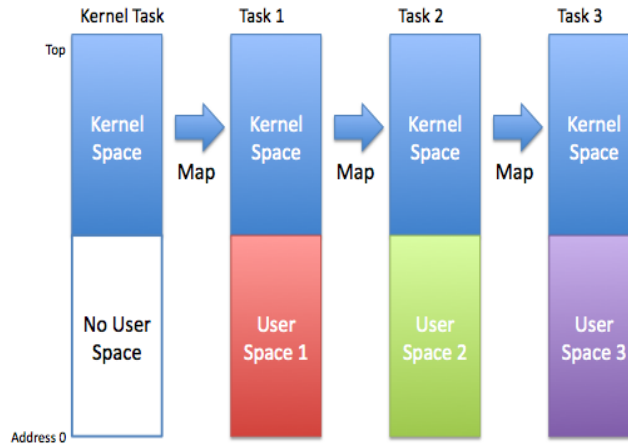 Kernel Task
Task 1
Task 2
Task 3
Top
Kernel
Space
Map
Kernel
Space
Map
Kernel
Space
Map
Kernel
Space
No User
Space
User
Space 1
User
Space 2
User
Space 3
Address 0